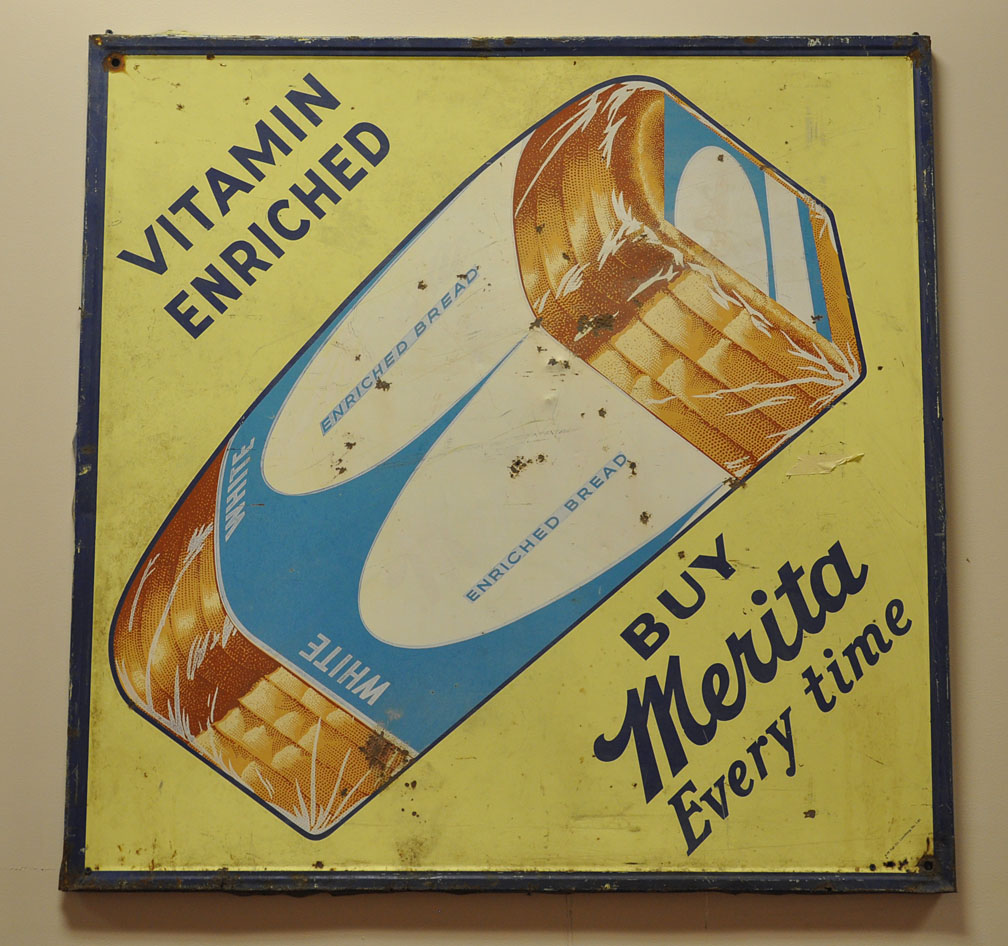 VITAMIN
ENRICHED
ENRICHED BREAD
WHITE
ENRICHED BREAD
WHITE
BUY
Merita
Every time